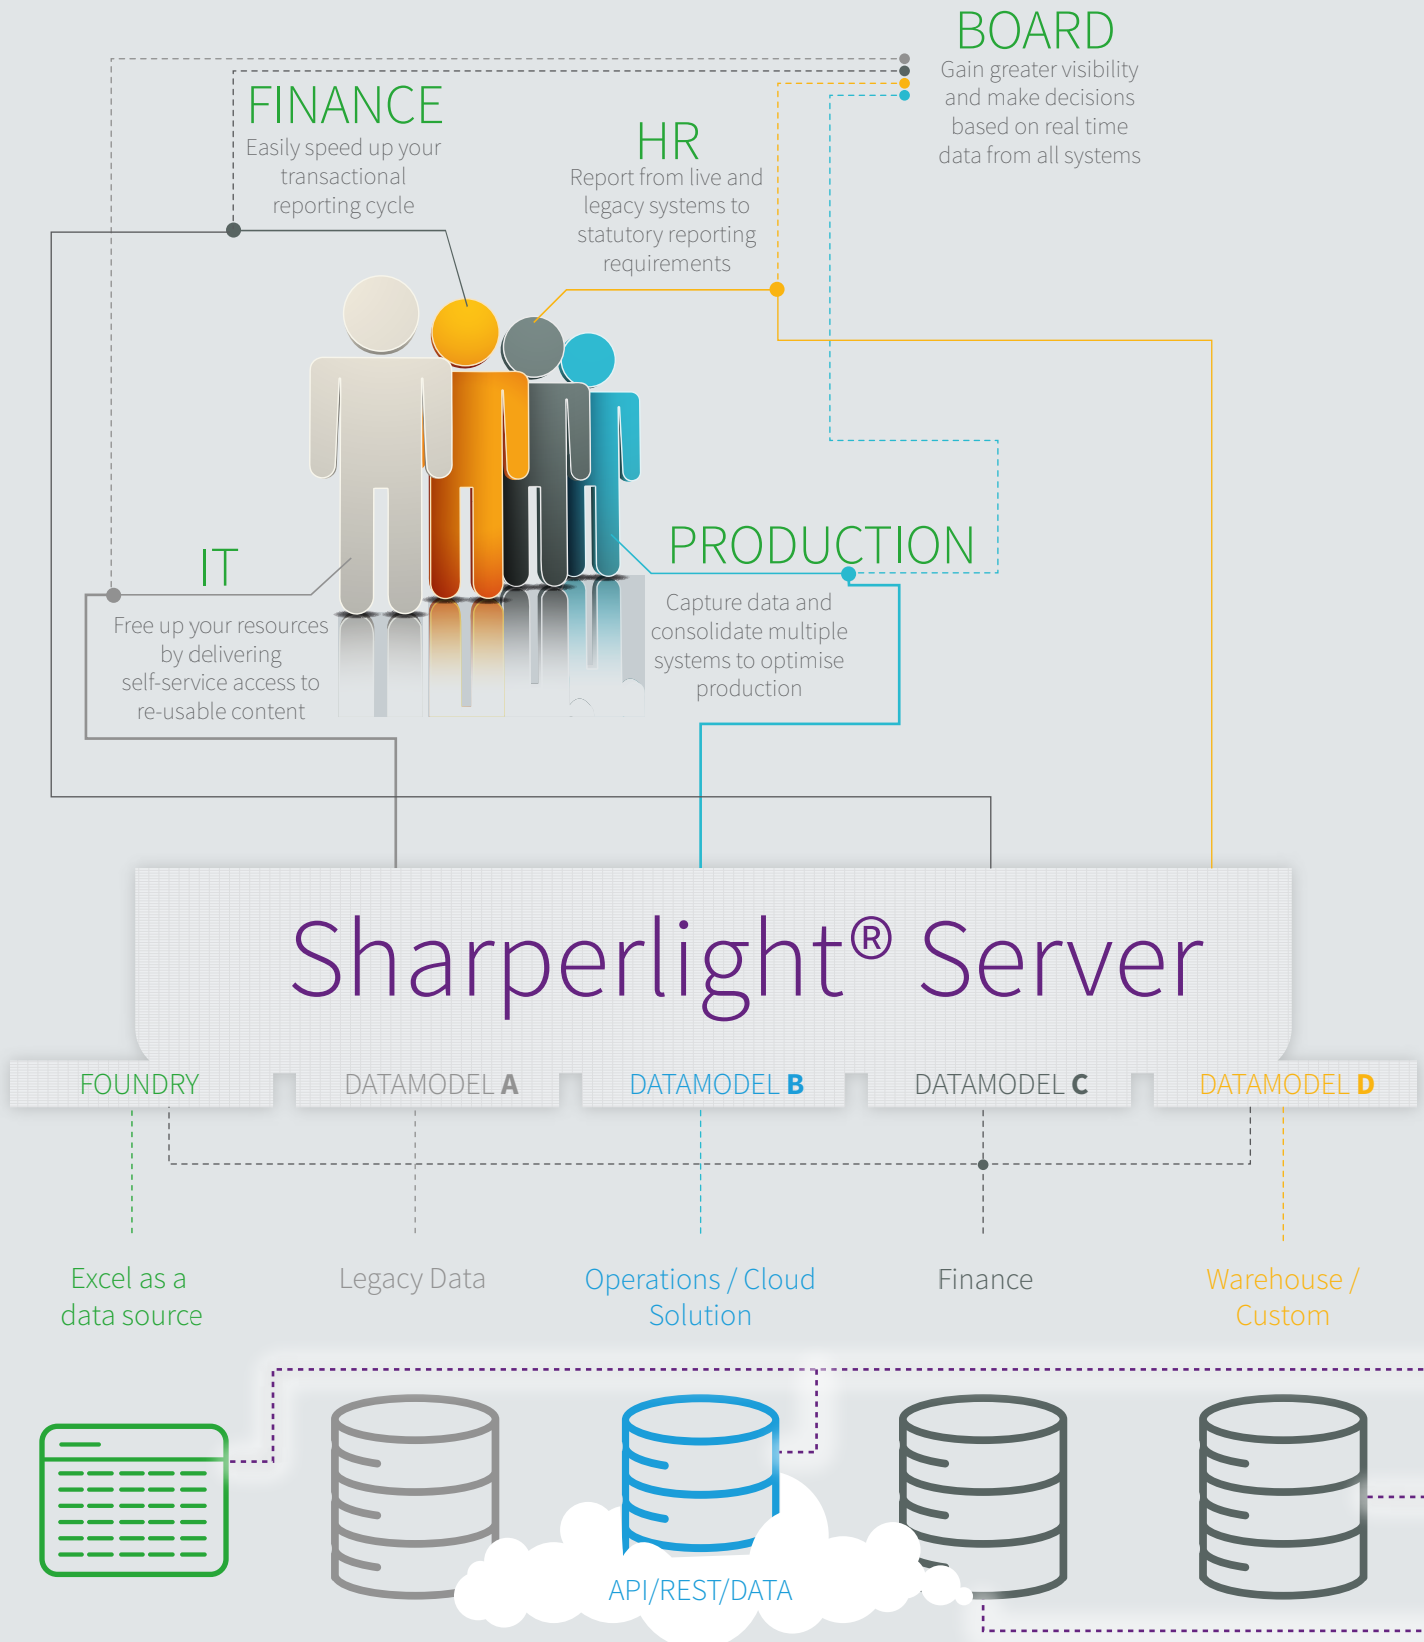 BOARD
Gain greater visibility
and make decisions
based on real time
data from all systems
FINANCE
Easily speed up your
transactional
reporting cycle
HR
Report from live and
legacy systems to
statutory reporting
requirements
IT
Free up your resources
by delivering
self-service access to
re-usable content
PRODUCTION
Capture data and
consolidate multiple
systems to optimise
production
Sharperlight® Server
FOUNDRY
DATAMODEL A
DATAMODEL B
DATAMODEL C
DATAMODEL D
Excel as a
data source
Legacy Data
Operations / Cloud
Solution
Finance
Warehouse /
Custom
API/REST/DATA